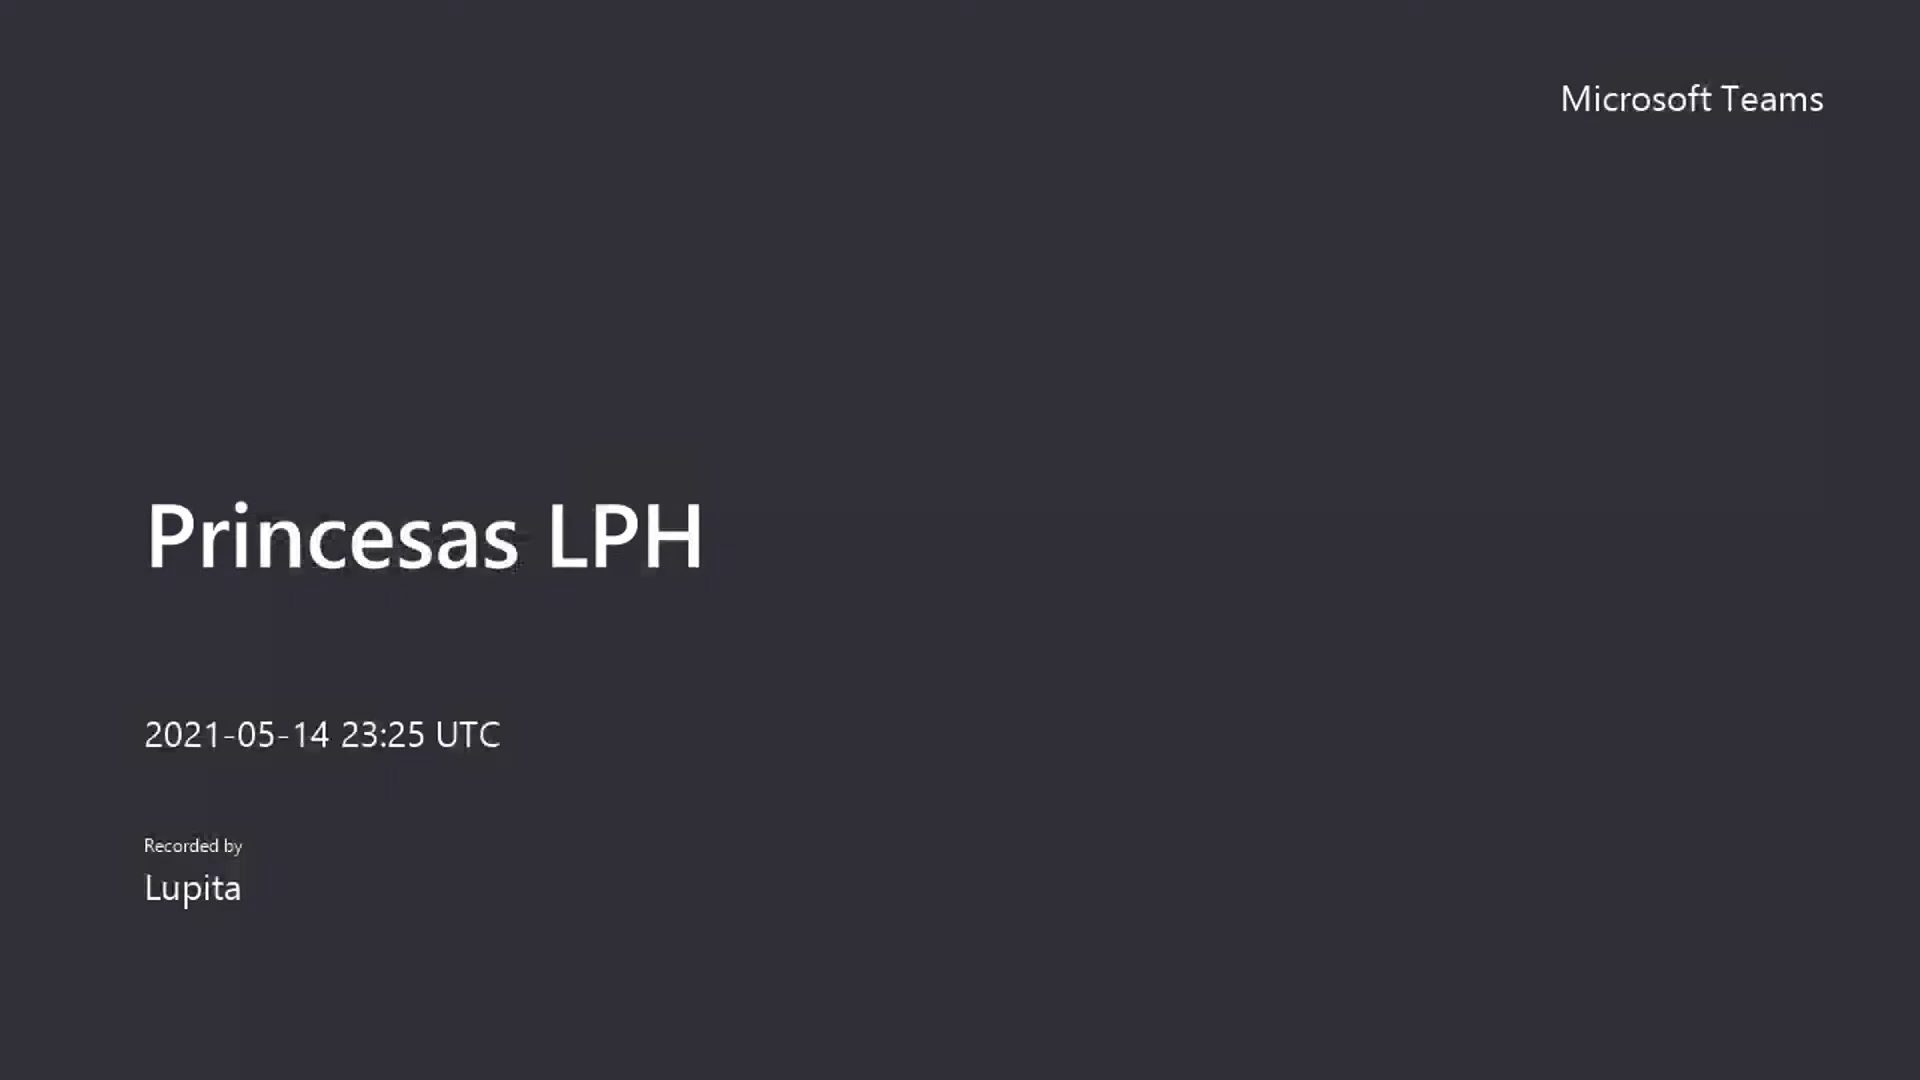 Microsoft Teams
Princesas LPH
2021-05-14 23:25 UTC
Recorded by
Lupita